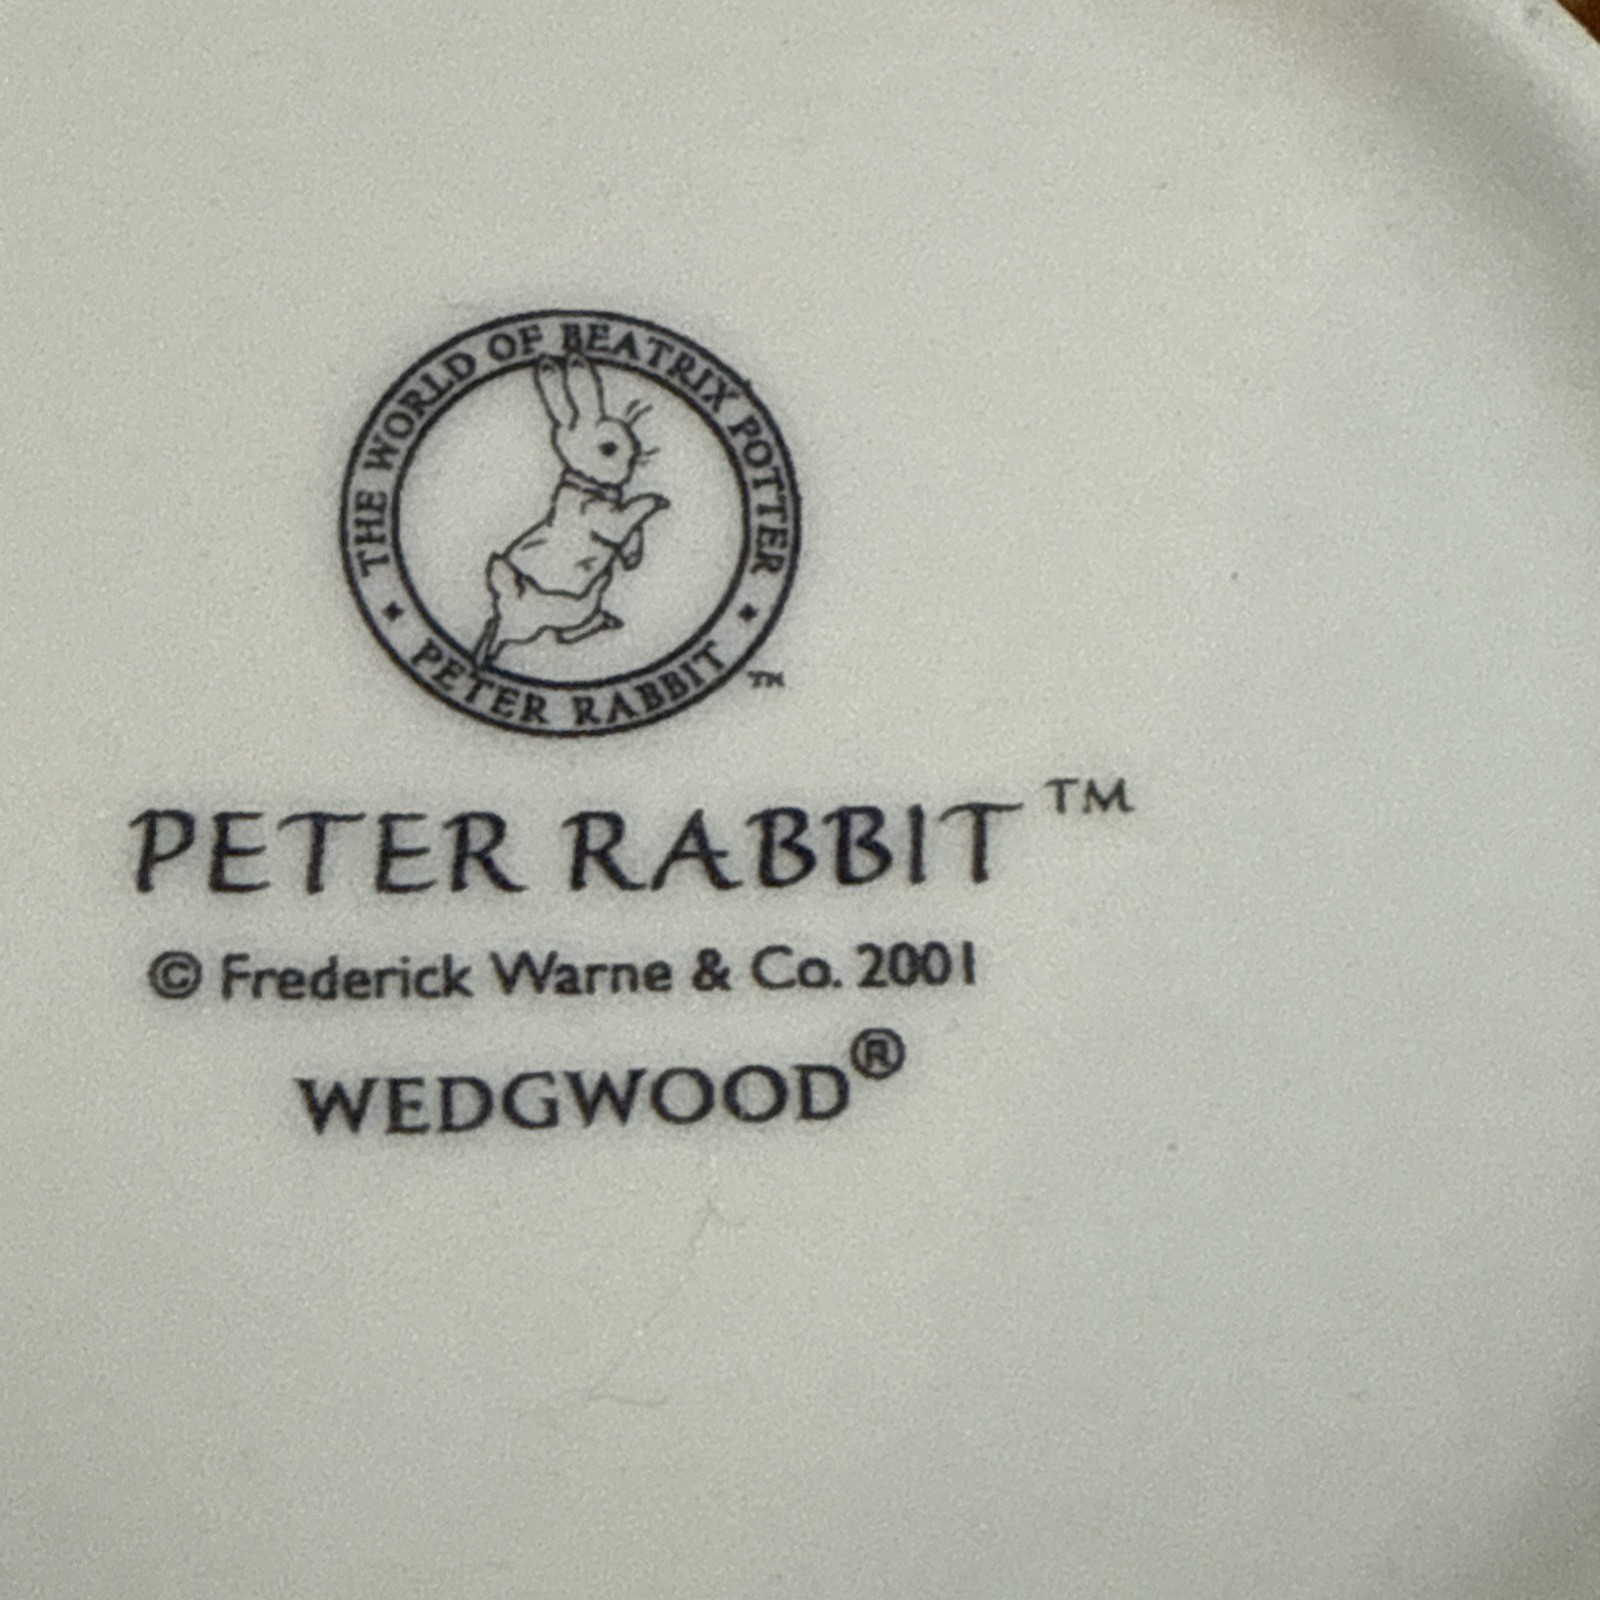 THE WORLD OF BEATRIX POTTER
PETER RABBIT
TM
PETER RABBIT™
© Frederick Warne & Co. 2001
WEDGWOOD®